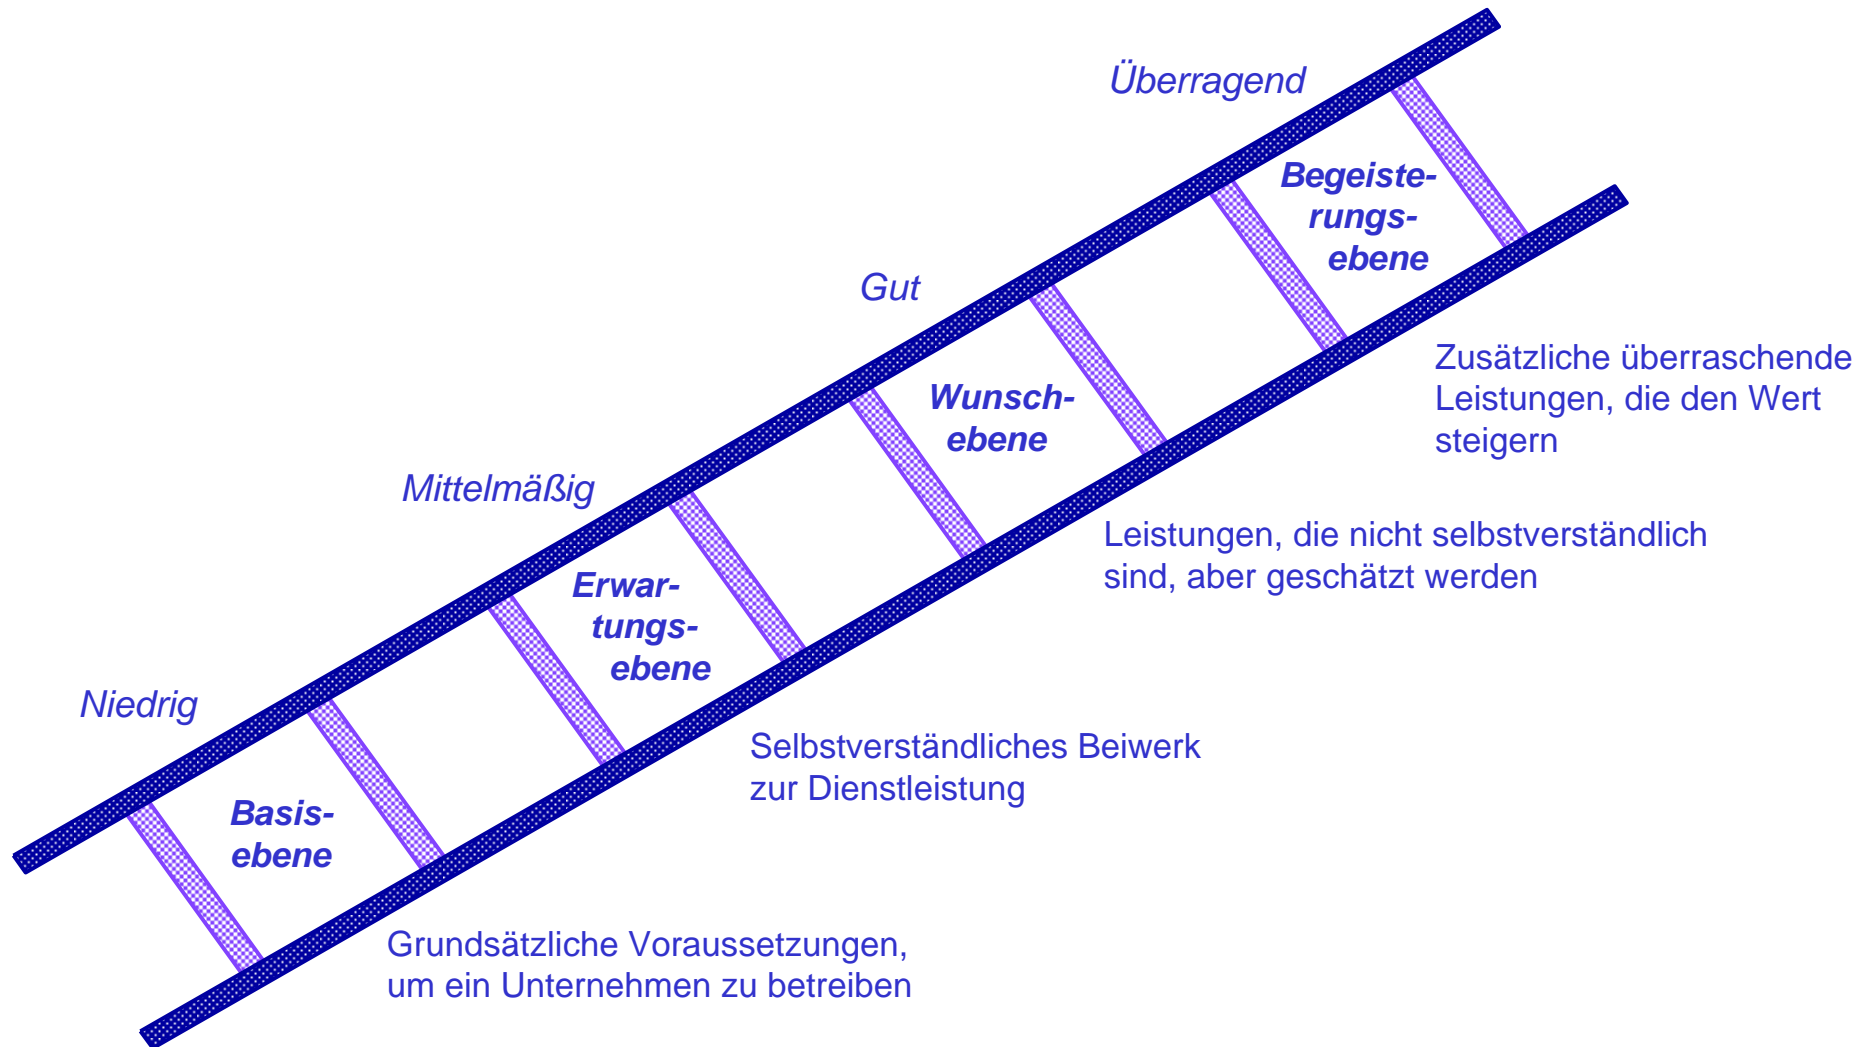 Überragend
Begeiste-
rungs-
ebene
Gut
Zusätzliche überraschende
Leistungen, die den Wert
steigern
Wunsch-
ebene
Mittelmäßig
Leistungen, die nicht selbstverständlich
sind, aber geschätzt werden
Erwar-
tungs-
ebene
Niedrig
Selbstverständliches Beiwerk
zur Dienstleistung
Basis-
ebene
Grundsätzliche Voraussetzungen,
um ein Unternehmen zu betreiben